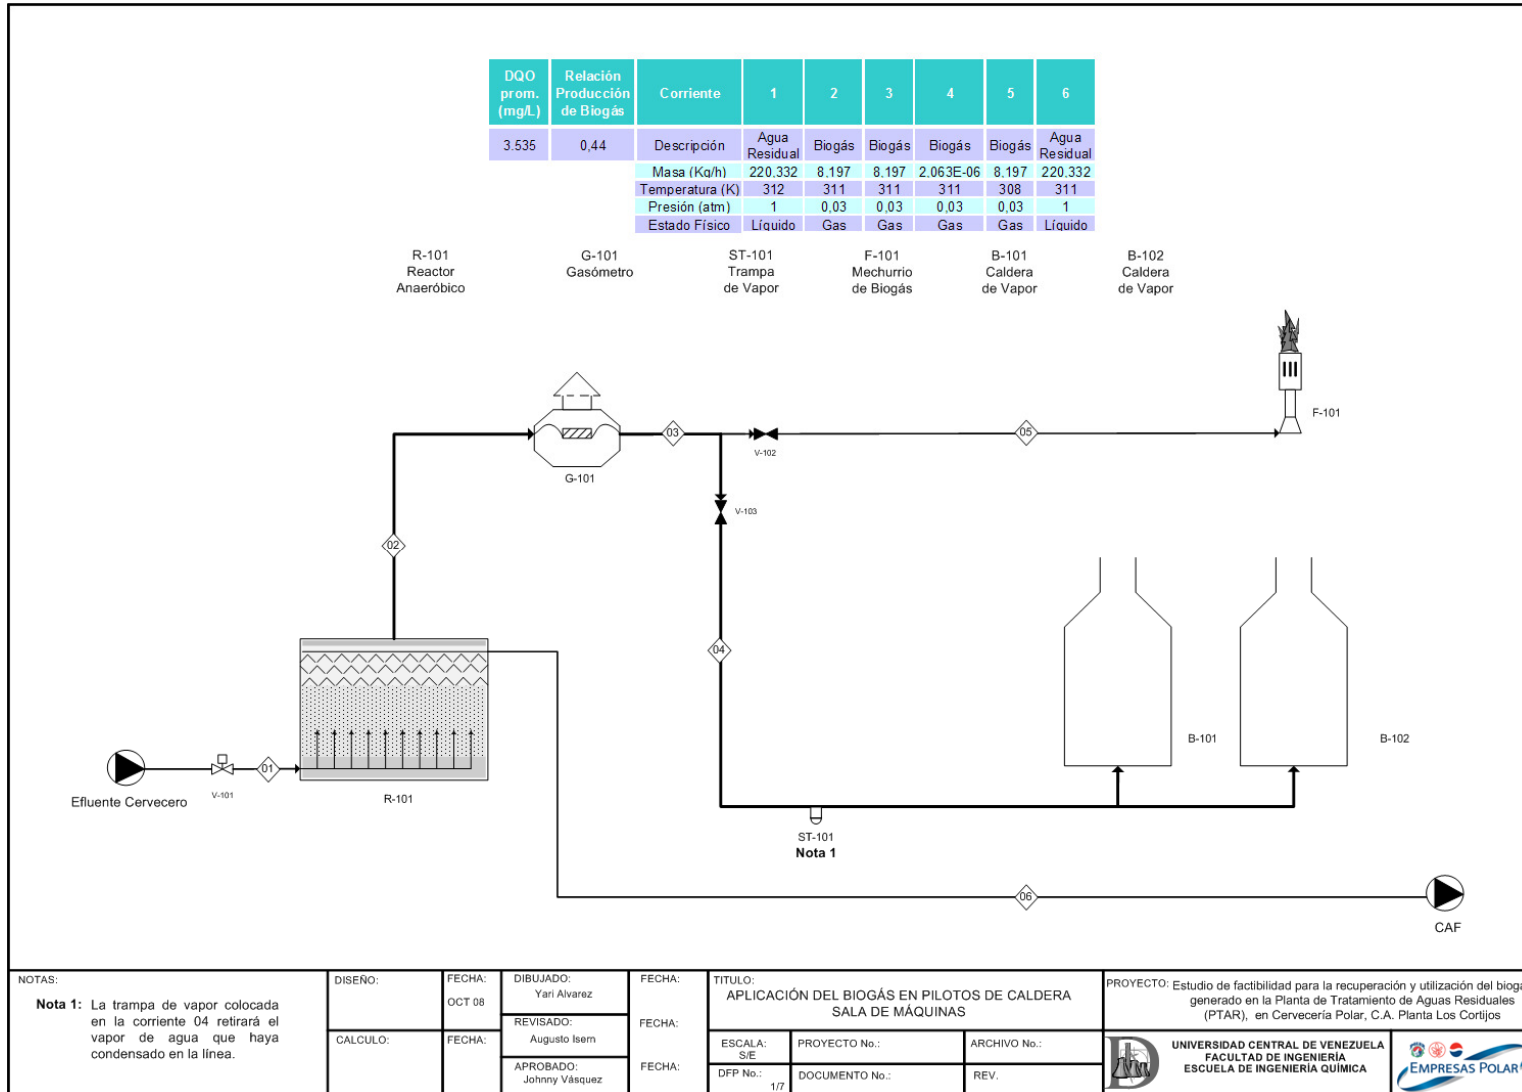 DQO prom. (mg/L) Relación Producción de Biogás Corriente 1 2 3 4 5 6
3.535 0,44 Descripción Agua Residual Biogás Biogás Biogás Biogás Agua Residual
Masa (Kg/h) 220.332 8.197 8.197 2,063E-06 8.197 220.332
Temperatura (K) 312 311 311 311 308 311
Presión (atm) 1 0,03 0,03 0,03 0,03 1
Estado Físico Líquido Gas Gas Gas Gas Líquido
R-101 G-101 ST-101 F-101 B-101 B-102
Reactor Gasómetro Trampa Mechurrio Caldera Caldera
Anaeróbico de Vapor de Biogás de Vapor de Vapor
F-101
03
05
V-102
G-101
V-103
02
04
B-101
B-102
01
Efluente Cervecero
V-101
R-101
ST-101
Nota 1
06
CAF
NOTAS:
Nota 1: La trampa de vapor colocada
en la corriente 04 retirará el
vapor de agua que haya
condensado en la línea.
DISEÑO:
FECHA:
OCT 08
CALCULO:
FECHA:
DIBUJADO:
Yari Alvarez
FECHA:
REVISADO:
Augusto Isern
FECHA:
APROBADO:
Johnny Vásquez
FECHA:
TITULO:
APLICACIÓN DEL BIOGÁS EN PILOTOS DE CALDERA
SALA DE MÁQUINAS
ESCALA:
S/E
PROYECTO No.:
ARCHIVO No.:
DFP No.:
1/7
DOCUMENTO No.:
REV.
PROYECTO: Estudio de factibilidad para la recuperación y utilización del bioga
generado en la Planta de Tratamiento de Aguas Residuales
(PTAR), en Cervecería Polar, C.A. Planta Los Cortijos
UNIVERSIDAD CENTRAL DE VENEZUELA
FACULTAD DE INGENIERÍA
ESCUELA DE INGENIERÍA QUÍMICA
EMPRESAS POLAR